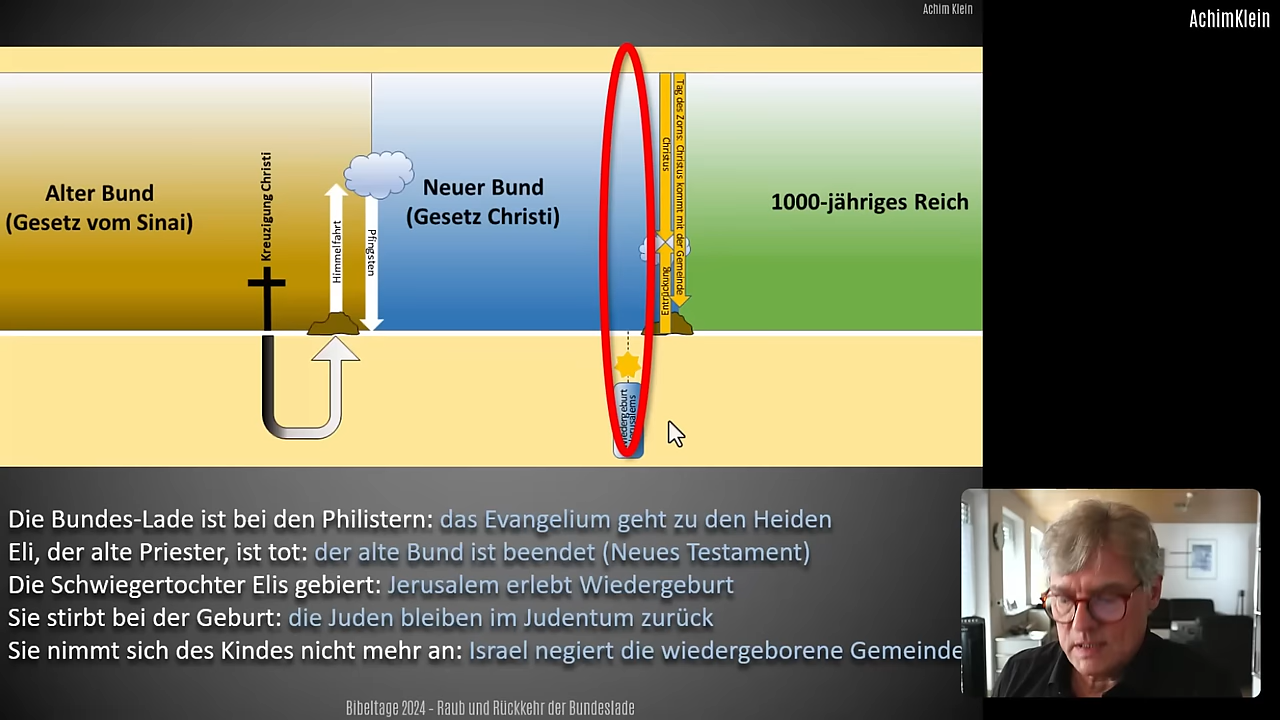 Achim Klein
AchimKlein
Alter Bund
(Gesetz vom Sinai)
Kreuzigung Christi
Himmelfahrt
Pfingsten
Neuer Bund
(Gesetz Christi)
Christus
Entrückung
Tag des Zorns: Christus kommt mit der Gemeinde
1000-jähriges Reich
Die Bundes-Lade ist bei den Philistern: das Evangelium geht zu den Heiden
Eli, der alte Priester, ist tot: der alte Bund ist beendet (Neues Testament)
Die Schwiegertochter Elis gebiert: Jerusalem erlebt Wiedergeburt
Sie stirbt bei der Geburt: die Juden bleiben im Judentum zurück
Sie nimmt sich des Kindes nicht mehr an: Israel negiert die wiedergeborene Gemeinde
Bibeltage 2024 – Raub und Rückkehr der Bundeslade